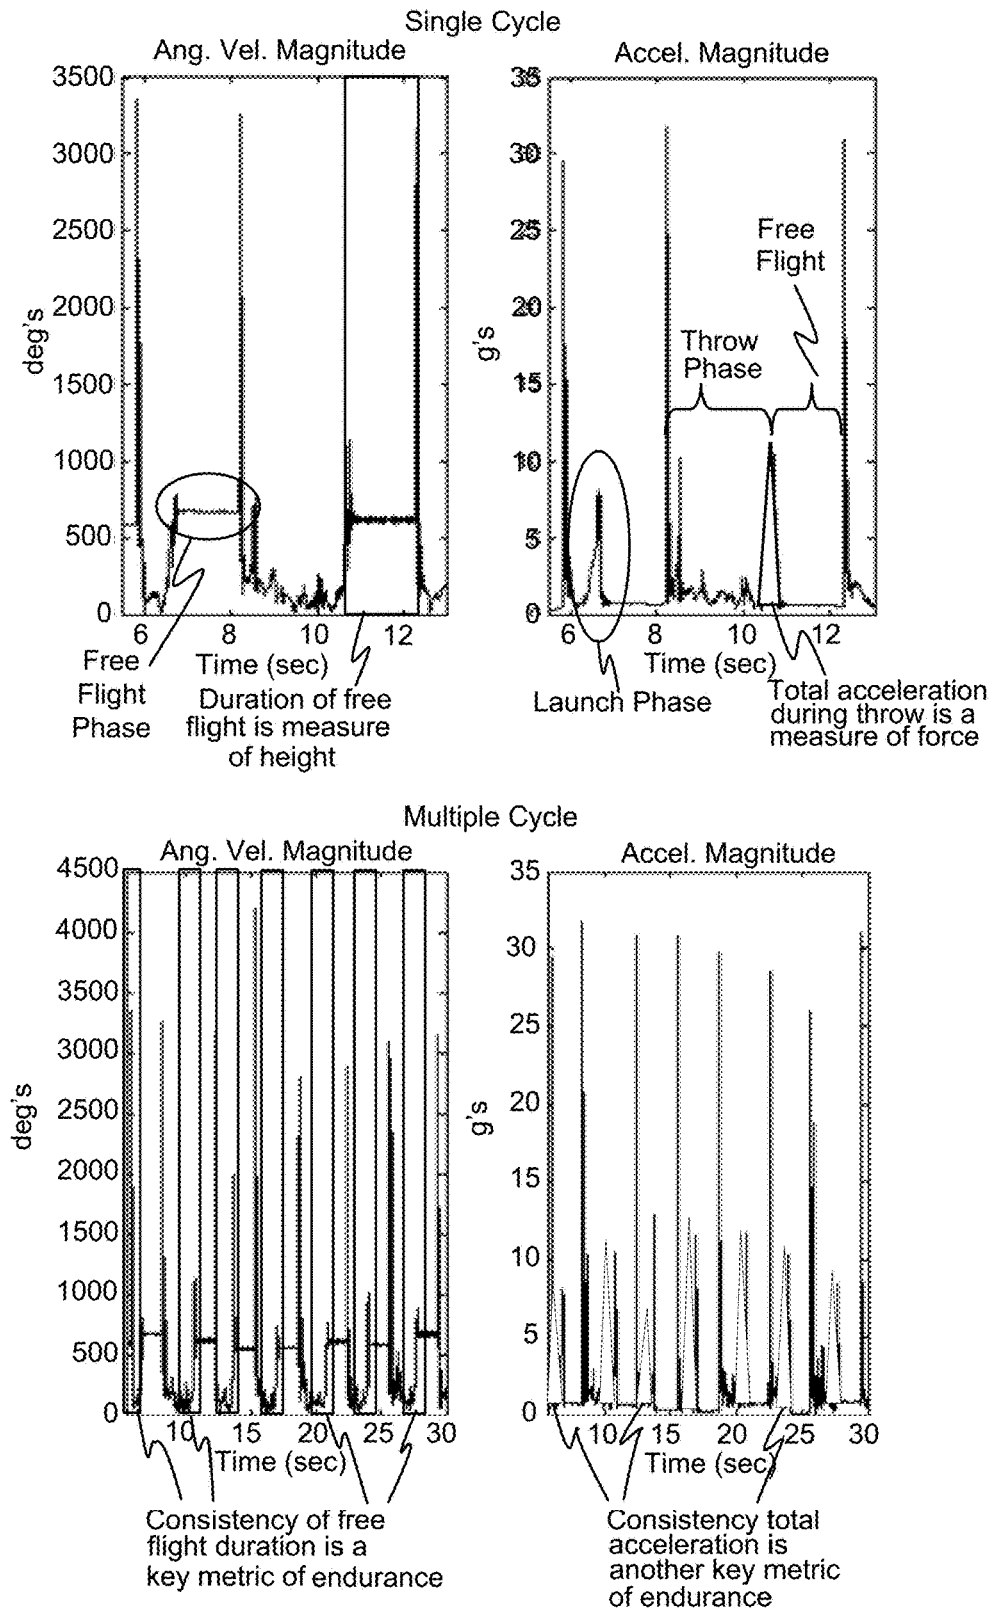 Single Cycle
Ang. Vel. Magnitude
3500
3000
2500
2000
1500
1000
500
0
deg's
6 8 10 12
Time (sec)
Free
Flight
Phase
Duration of free
flight is measure
of height
Accel. Magnitude
35
30
25
20
15
10
5
0
g's
Free
Flight
Throw
Phase
6 8 10 12
Time (sec)
Launch Phase
Total acceleration
during throw is a
measure of force
Multiple Cycle
Ang. Vel. Magnitude
4500
4000
3500
3000
2500
2000
1500
1000
500
0
deg's
10 15 20 25 30
Time (sec)
Consistency of free
flight duration is a
key metric of endurance
Accel. Magnitude
35
30
25
20
15
10
5
0
g's
10 15 20 25 30
Time (sec)
Consistency total
acceleration is
another key metric
of endurance